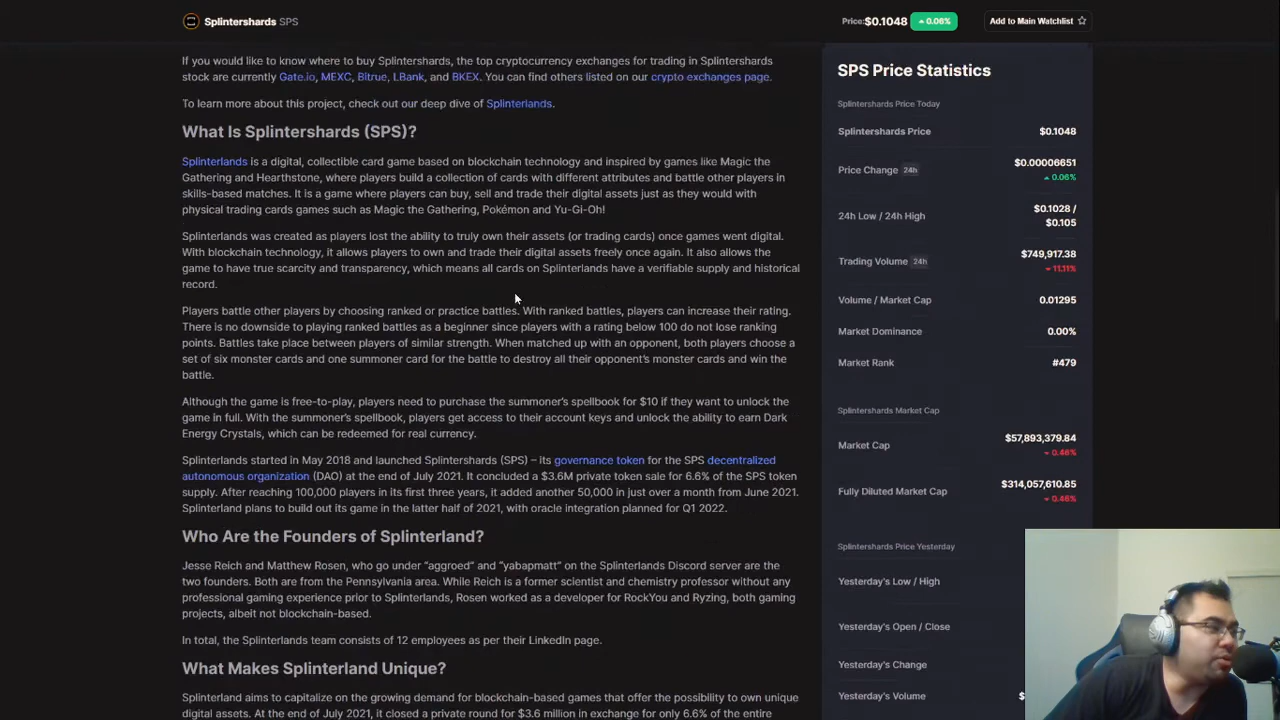 Splintershards SPS
Price:$0.1048 0.06% Add to Main Watchlist
If you would like to know where to buy Splintershards, the top cryptocurrency exchanges for trading in Splintershards
stock are currently Gate.io, MEXC, Bitrue, LBank, and BKEX. You can find others listed on our crypto exchanges page.
To learn more about this project, check out our deep dive of Splinterlands.
What Is Splintershards (SPS)?
Splinterlands is a digital, collectible card game based on blockchain technology and inspired by games like Magic the
Gathering and Hearthstone, where players build a collection of cards with different attributes and battle other players in
skills-based matches. It is a game where players can buy, sell and trade their digital assets just as they would with
physical trading cards games such as Magic the Gathering, Pokémon and Yu-Gi-Oh!
Splinterlands was created as players lost the ability to truly own their assets (or trading cards) once games went digital.
With blockchain technology, it allows players to own and trade their digital assets freely once again. It also allows the
game to have true scarcity and transparency, which means all cards on Splinterlands have a verifiable supply and historical
record.
Players battle other players by choosing ranked or practice battles. With ranked battles, players can increase their rating.
There is no downside to playing ranked battles as a beginner since players with a rating below 100 do not lose ranking
points. Battles take place between players of similar strength. When matched up with an opponent, both players choose a
set of six monster cards and one summoner card for the battle to destroy all their opponent's monster cards and win the
battle.
Although the game is free-to-play, players need to purchase the summoner's spellbook for $10 if they want to unlock the
game in full. With the summoner's spellbook, players get access to their account keys and unlock the ability to earn Dark
Energy Crystals, which can be redeemed for real currency.
Splinterlands started in May 2018 and launched Splintershards (SPS) – its governance token for the SPS decentralized
autonomous organization (DAO) at the end of July 2021. It concluded a $3.6M private token sale for 6.6% of the SPS token
supply. After reaching 100,000 players in its first three years, it added another 50,000 in just over a month from June 2021.
Splinterland plans to build out its game in the latter half of 2021, with oracle integration planned for Q1 2022.
Who Are the Founders of Splinterland?
Jesse Reich and Matthew Rosen, who go under “aggroed” and “yabapmatt” on the Splinterlands Discord server are the
two founders. Both are from the Pennsylvania area. While Reich is a former scientist and chemistry professor without any
professional gaming experience prior to Splinterlands, Rosen worked as a developer for RockYou and Ryzing, both gaming
projects, albeit not blockchain-based.
In total, the Splinterlands team consists of 12 employees as per their LinkedIn page.
What Makes Splinterland Unique?
Splinterland aims to capitalize on the growing demand for blockchain-based games that offer the possibility to own unique
digital assets. At the end of July 2021, it closed a private round for $3.6 million in exchange for only 6.6% of the entire
SPS Price Statistics
Splintershards Price Today
Splintershards Price $0.1048
Price Change 24h $0.00006651
0.06%
24h Low / 24h High $0.1028 /
$0.105
Trading Volume 24h $749,917.38
11.11%
Volume / Market Cap 0.01295
Market Dominance 0.00%
Market Rank #479
Splintershards Market Cap
Market Cap $57,893,379.84
0.46%
Fully Diluted Market Cap $314,057,610.85
0.46%
Splintershards Price Yesterday
Yesterday's Low / High
Yesterday's Open / Close
Yesterday's Change
Yesterday's Volume $